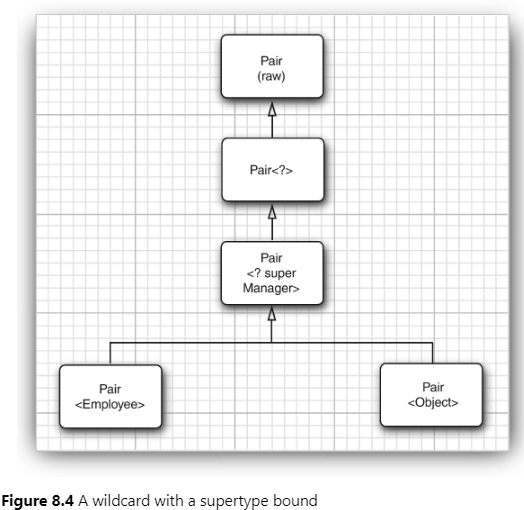 Pair
(raw)
Pair<?>
Pair
<? super
Manager>
Pair
<Employee>
Pair
<Object>
Figure 8.4 A wildcard with a supertype bound